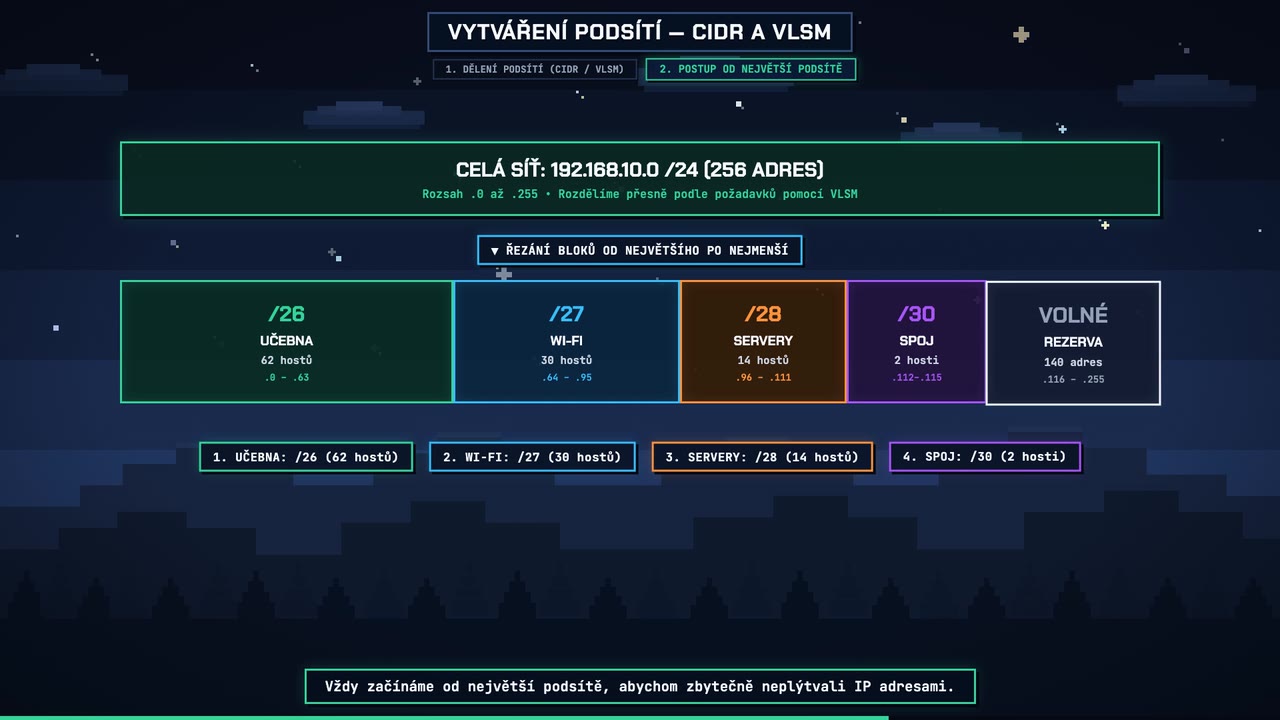 VYTVÁŘENÍ PODSÍTÍ — CIDR A VLSM
1. DĚLENÍ PODSÍTÍ (CIDR / VLSM)
2. POSTUP OD NEJVĚTŠÍ PODSÍTĚ
CELÁ SÍŤ: 192.168.10.0 /24 (256 ADRES)
Rozsah .0 až .255 • Rozdělíme přesně podle požadavků pomocí VLSM
▼ ŘEZÁNÍ BLOKŮ OD NEJVĚTŠÍHO PO NEJMENŠÍ
/26
UČEBNA
62 hostů
.0 – .63
/27
WI-FI
30 hostů
.64 – .95
/28
SERVERY
14 hostů
.96 – .111
/30
SPOJ
2 hosti
.112–.115
VOLNÉ
REZERVA
140 adres
.116 – .255
1. UČEBNA: /26 (62 hostů)
2. WI-FI: /27 (30 hostů)
3. SERVERY: /28 (14 hostů)
4. SPOJ: /30 (2 hosti)
Vždy začínáme od největší podsítě, abychom zbytečně neplýtvali IP adresami.